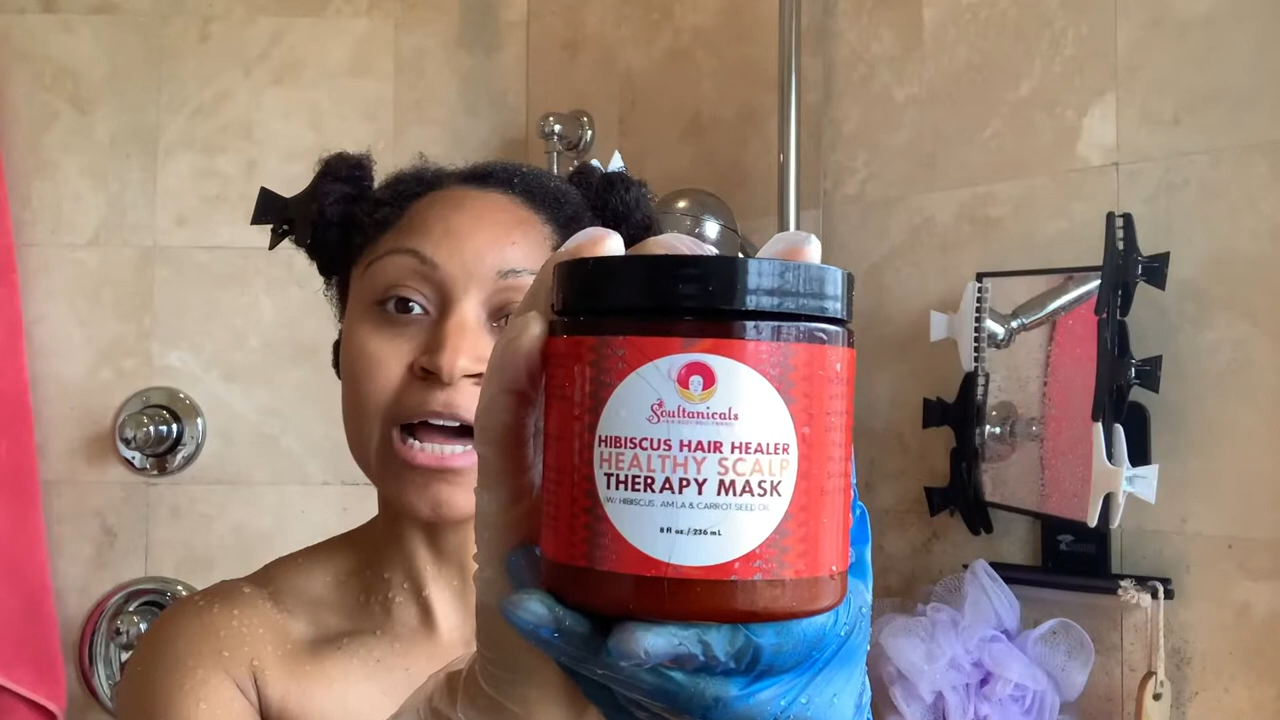 Soultanicals
HIBISCUS HAIR HEALER
HEALTHY SCALP
THERAPY MASK
W/ HIBISCUS, AMLA & CARROT SEED OIL
8 fl oz./236 mL